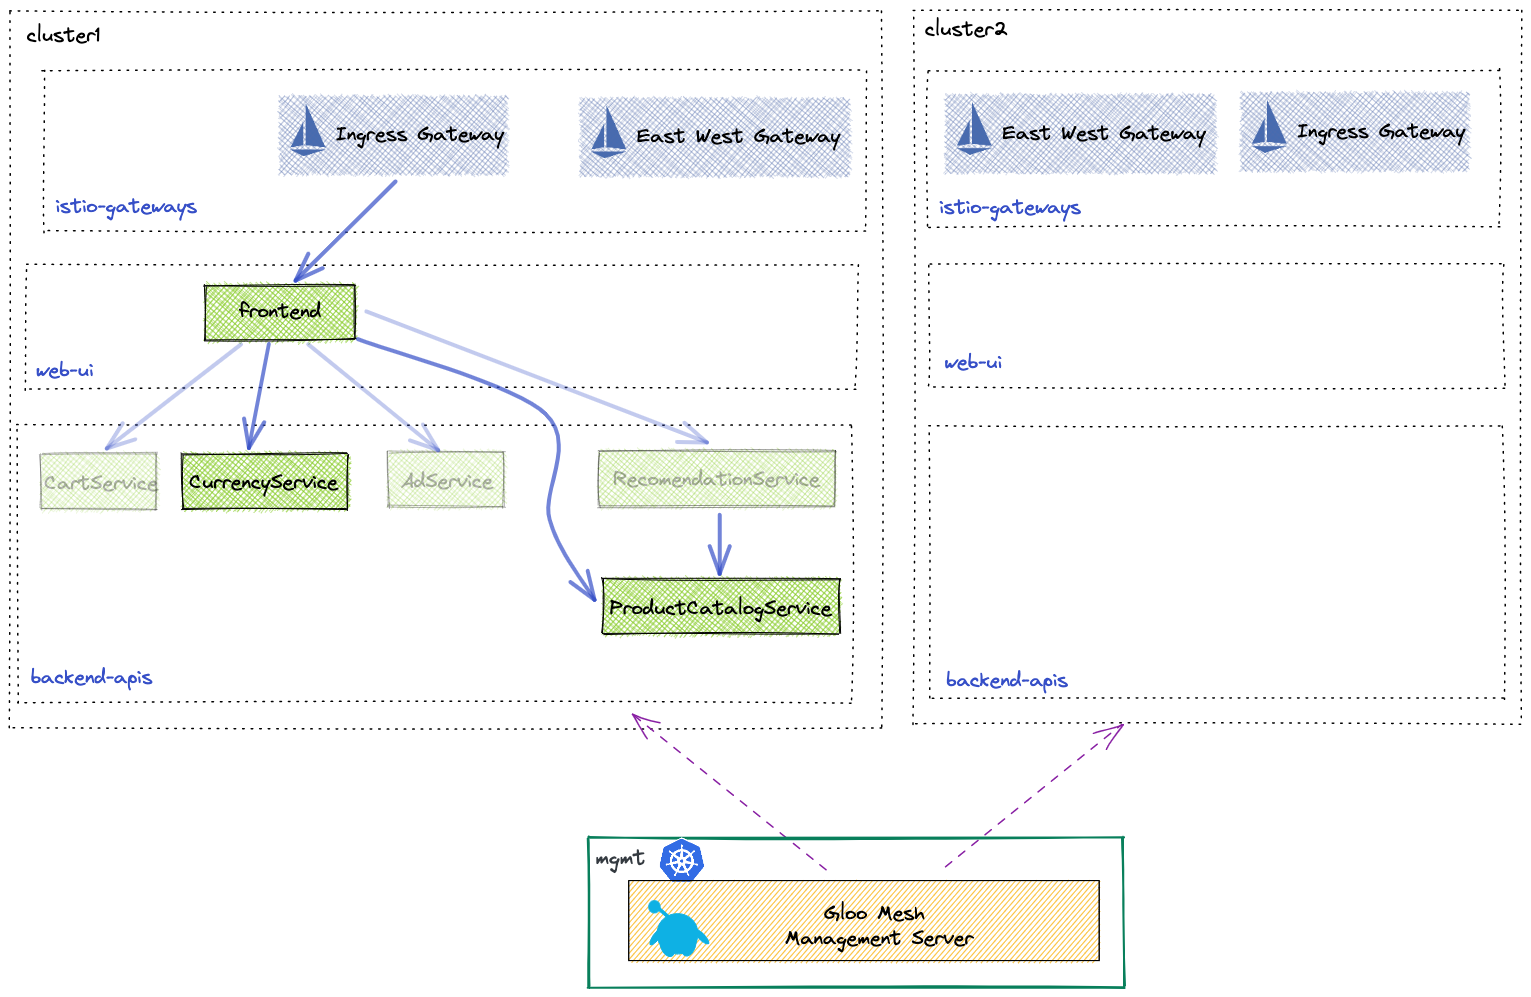 cluster1
Ingress Gateway
East West Gateway
istio-gateways
frontend
web-ui
CartService
CurrencyService
AdService
RecomendationService
ProductCatalogService
backend-apis
cluster2
East West Gateway
Ingress Gateway
istio-gateways
web-ui
backend-apis
mgmt
Gloo Mesh
Management Server